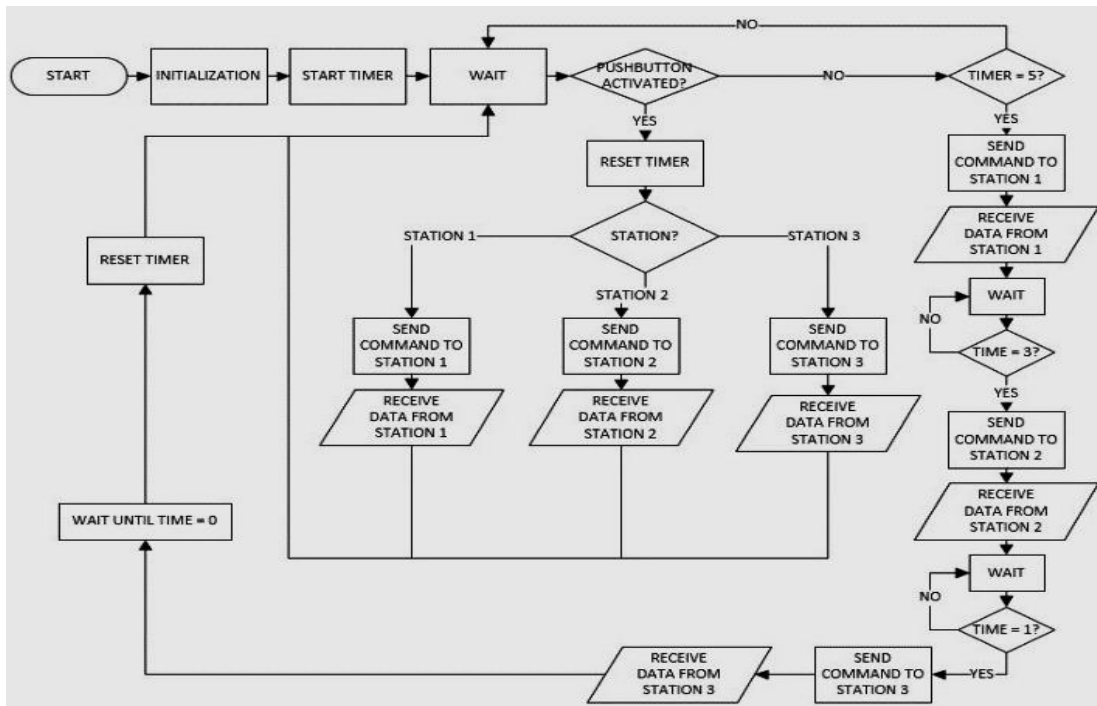 NO
START
INITIALIZATION
START TIMER
WAIT
PUSHBUTTON
ACTIVATED?
NO
TIMER = 5?
YES
YES
RESET TIMER
SEND
COMMAND TO
STATION 1
RECEIVE
DATA FROM
STATION 1
STATION 1
STATION?
STATION 3
RESET TIMER
STATION 2
WAIT
NO
TIME = 3?
YES
SEND
COMMAND TO
STATION 1
SEND
COMMAND TO
STATION 2
SEND
COMMAND TO
STATION 3
RECEIVE
DATA FROM
STATION 1
RECEIVE
DATA FROM
STATION 2
RECEIVE
DATA FROM
STATION 3
SEND
COMMAND TO
STATION 2
RECEIVE
DATA FROM
STATION 2
WAIT UNTIL TIME = 0
WAIT
NO
TIME = 1?
YES
SEND
COMMAND TO
STATION 3
RECEIVE
DATA FROM
STATION 3